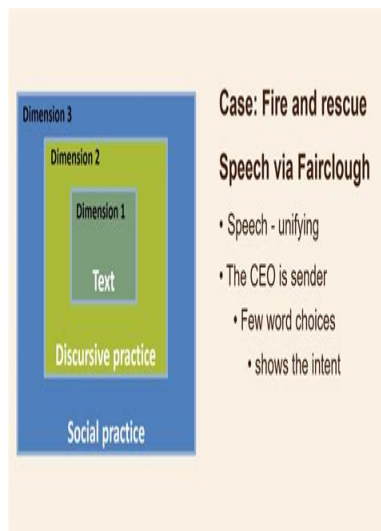 Dimension 3
Dimension 2
Dimension 1
Text
Discursive practice
Social practice
Case: Fire and rescue
Speech via Fairclough
• Speech - unifying
• The CEO is sender
• Few word choices
• shows the intent